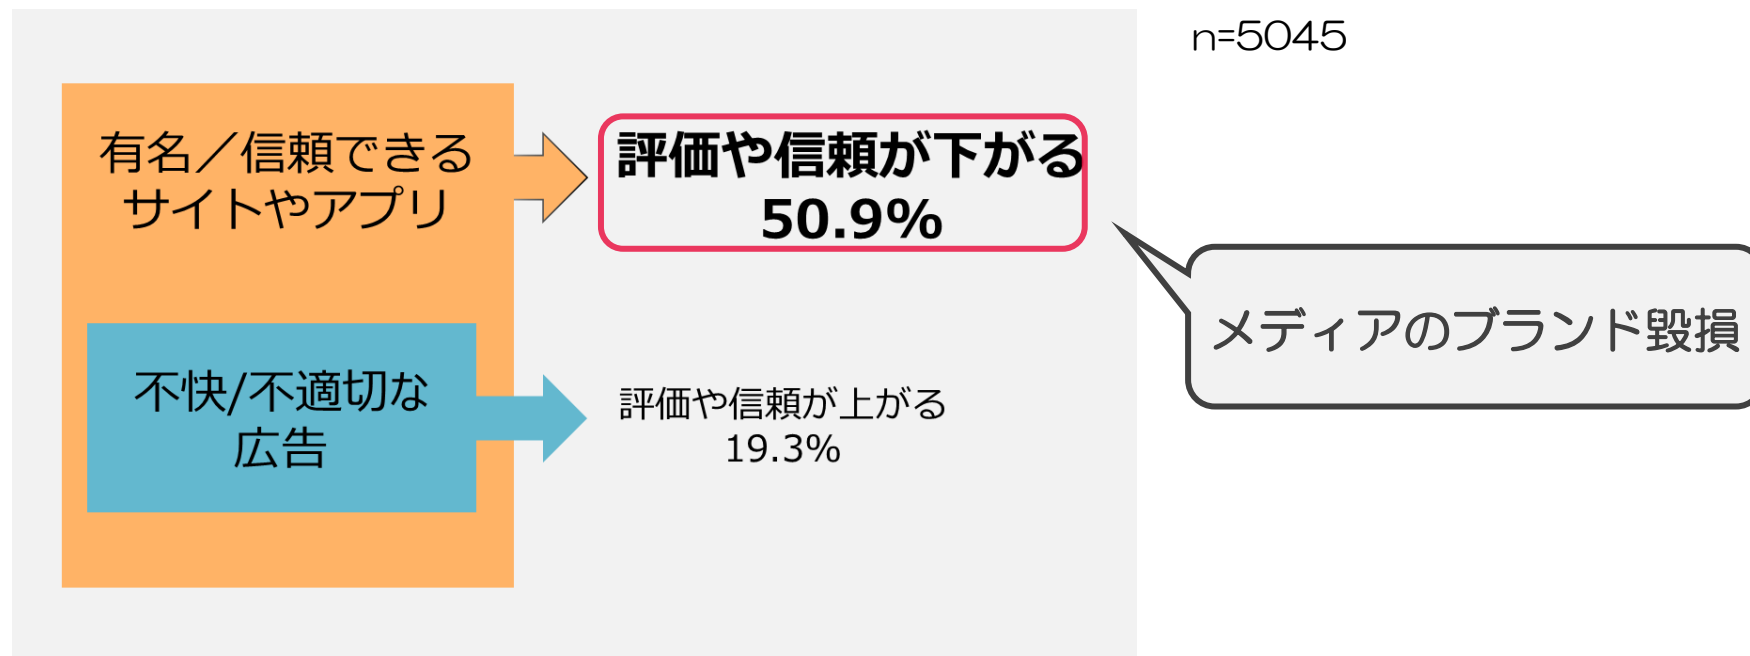 n=5045
有名／信頼できる
サイトやアプリ
評価や信頼が下がる
50.9%
メディアのブランド毀損
不快/不適切な
広告
評価や信頼が上がる
19.3%